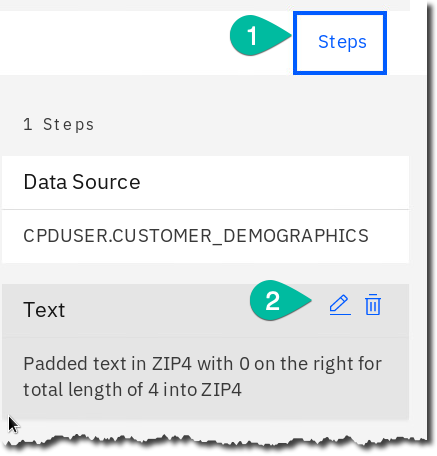 1
Steps
1 Steps
Data Source
CPDUSER.CUSTOMER_DEMOGRAPHICS
2
Text
Padded text in ZIP4 with 0 on the right for
total length of 4 into ZIP4